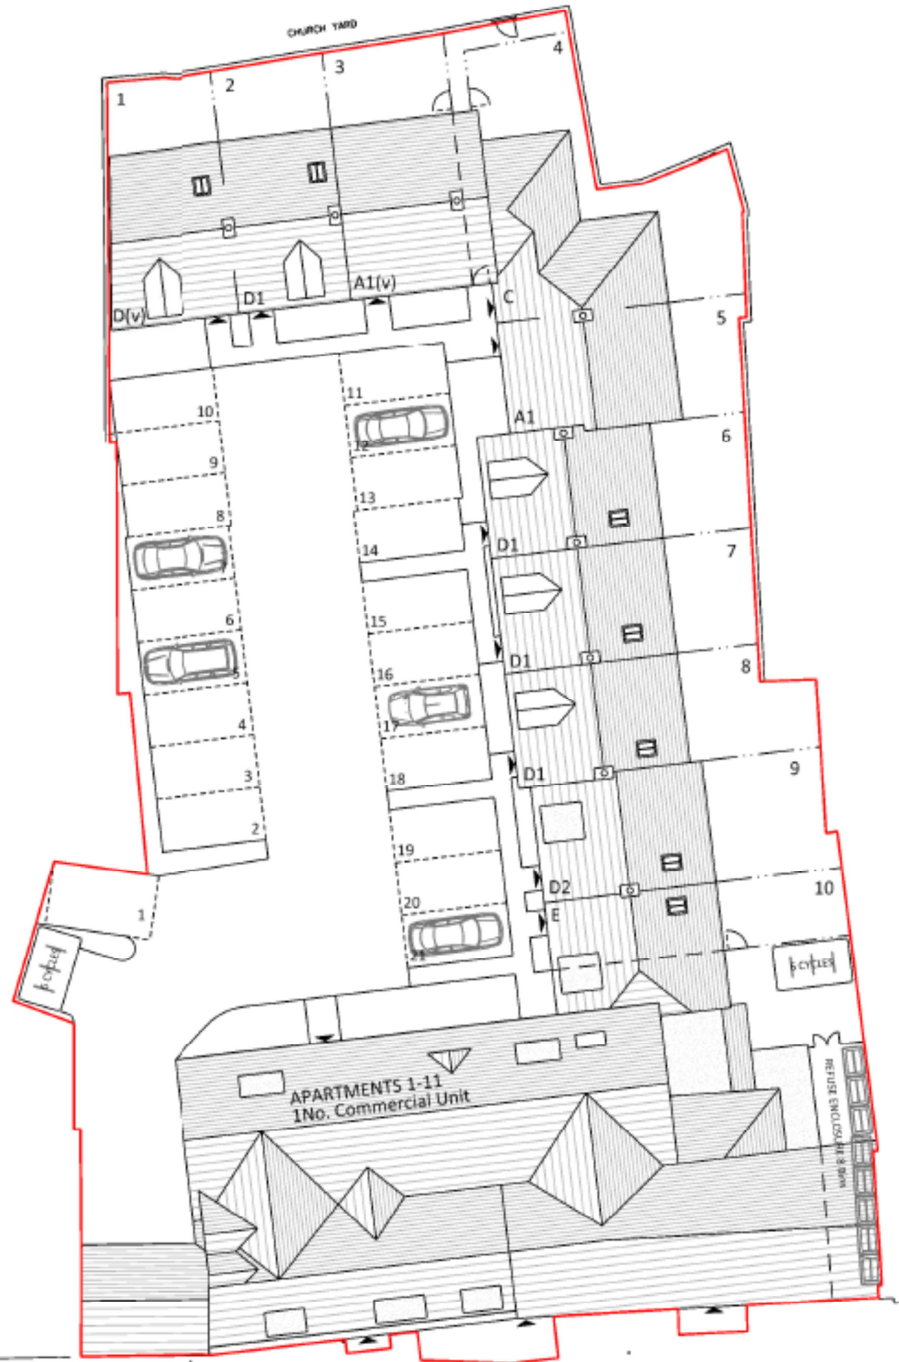 CHURCH YARD
1
2
3
4
D(v)
D1
A1(v)
C
5
11
10
12
A1
6
9
13
8
14
D1
7
15
6
D1
16
8
5
17
4
D1
9
18
3
2
19
D2
10
20
E
1
21
6 CYCLES
6 CYCLES
APARTMENTS 1-11
1No. Commercial Unit
REFUSE ENCLOSURE 8 Bins